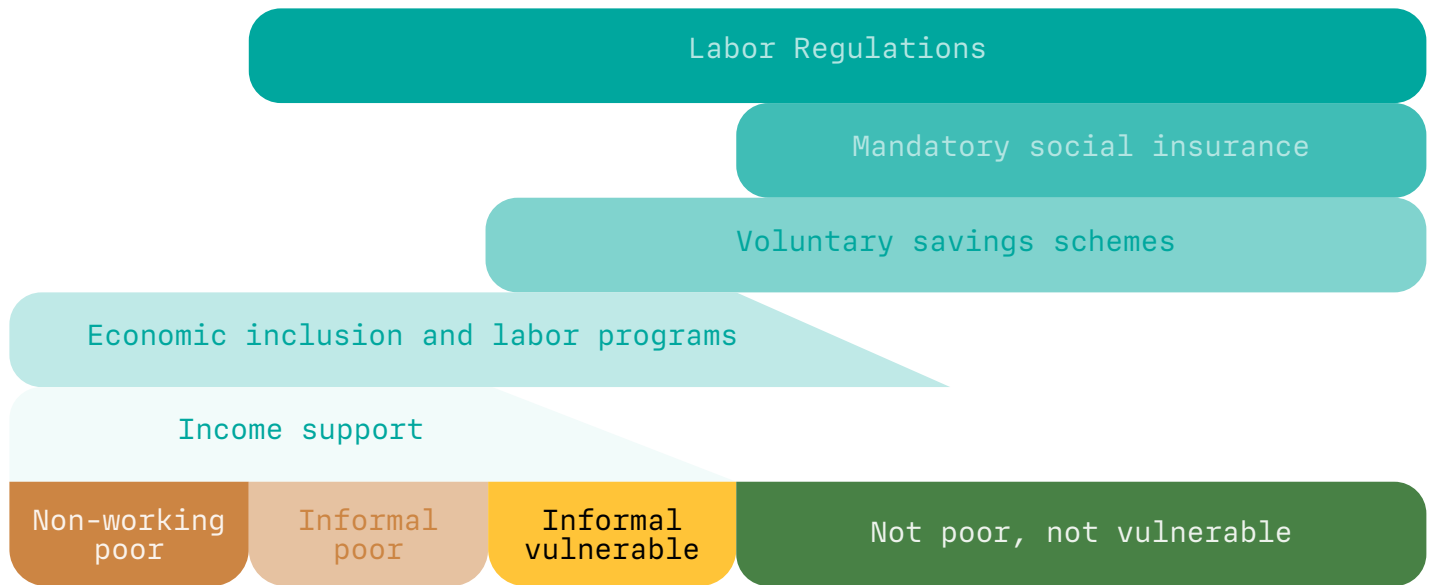 Labor Regulations
Mandatory social insurance
Voluntary savings schemes
Economic inclusion and labor programs
Income support
Non-working
poor
Informal
poor
Informal
vulnerable
Not poor, not vulnerable